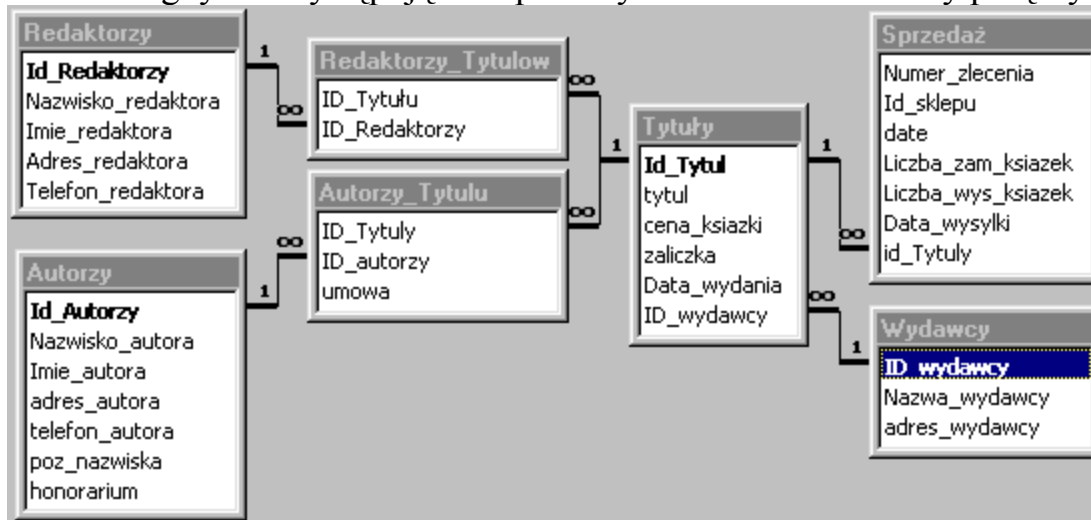 Redaktorzy
Id_Redaktorzy
Nazwisko_redaktora
Imie_redaktora
Adres_redaktora
Telefon_redaktora
1
∞
Redaktorzy_Tytulow
ID_Tytułu
ID_Redaktorzy
∞
Autorzy_Tytulu
ID_Tytuly
ID_autorzy
umowa
∞
∞
1
Autorzy
Id_Autorzy
Nazwisko_autora
Imie_autora
adres_autora
telefon_autora
poz_nazwiska
honorarium
1
Tytuły
Id_Tytul
tytul
cena_ksiazki
zaliczka
Data_wydania
ID_wydawcy
1
∞
∞
1
Sprzedaż
Numer_zlecenia
Id_sklepu
date
Liczba_zam_ksiazek
Liczba_wys_ksiazek
Data_wysylki
id_Tytuly
Wydawcy
ID_wydawcy
Nazwa_wydawcy
adres_wydawcy